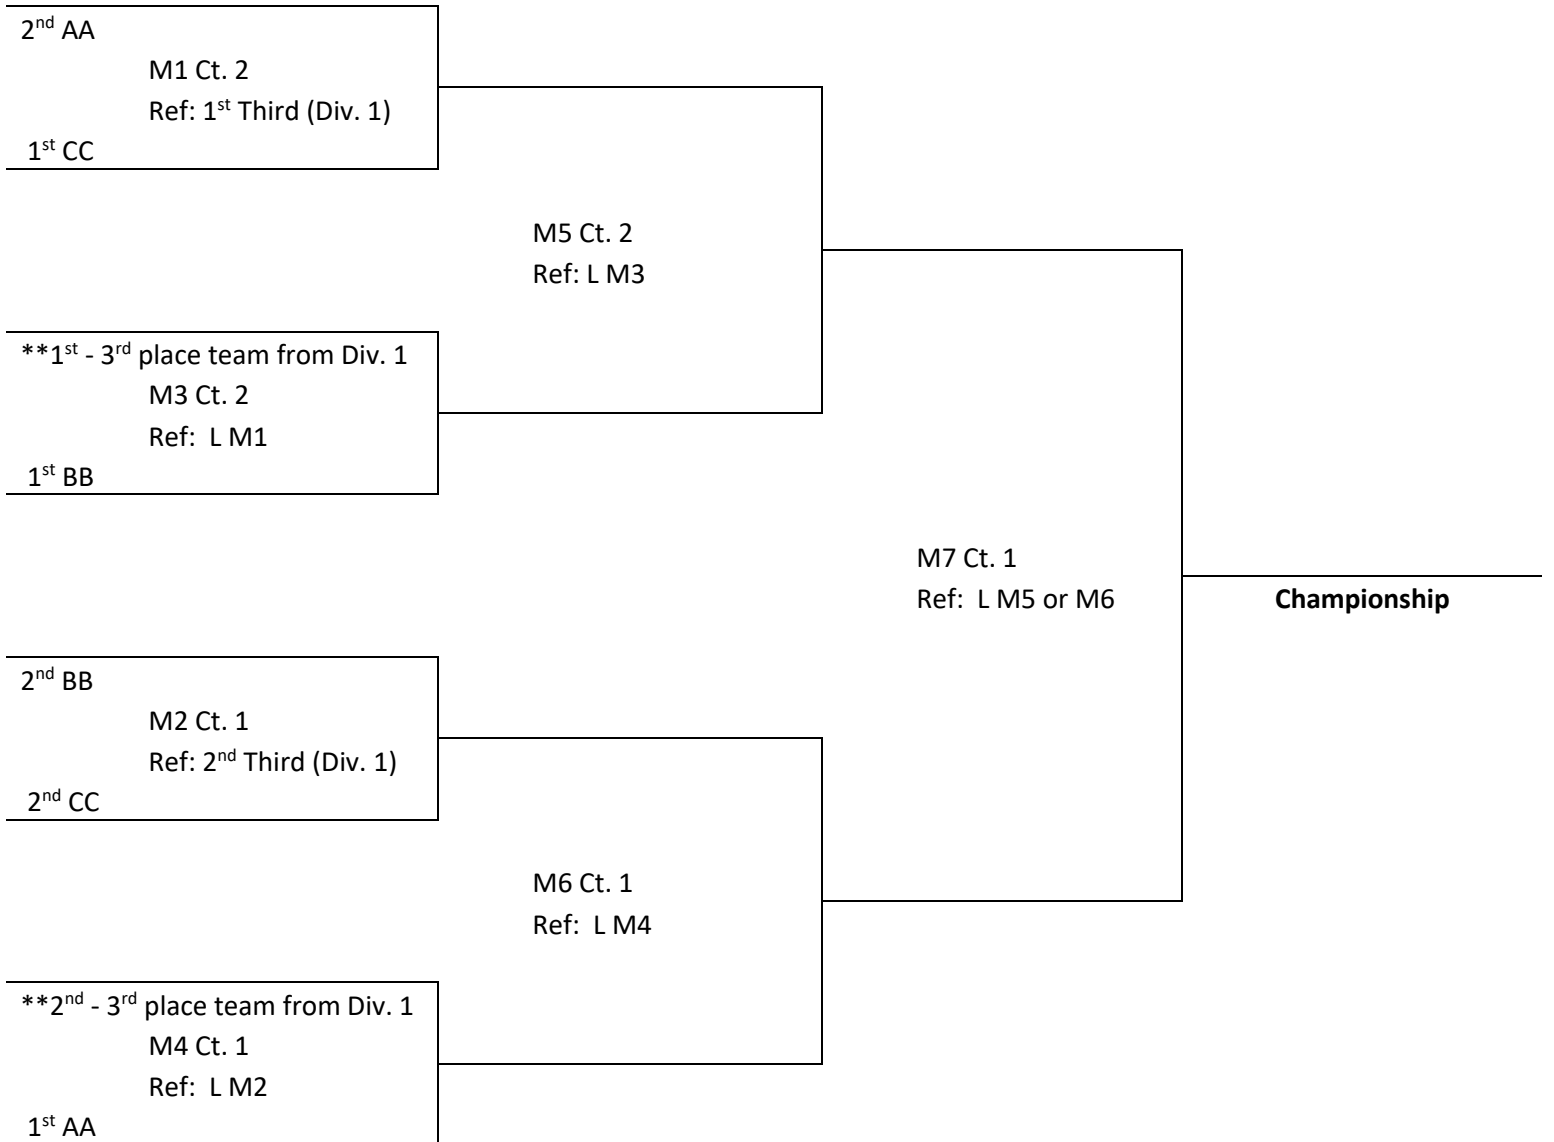 2nd AA
M1 Ct. 2
Ref: 1st Third (Div. 1)
1st CC
M5 Ct. 2
Ref: L M3
**1st - 3rd place team from Div. 1
M3 Ct. 2
Ref: L M1
1st BB
M7 Ct. 1
Ref: L M5 or M6
Championship
2nd BB
M2 Ct. 1
Ref: 2nd Third (Div. 1)
2nd CC
M6 Ct. 1
Ref: L M4
**2nd - 3rd place team from Div. 1
M4 Ct. 1
Ref: L M2
1st AA